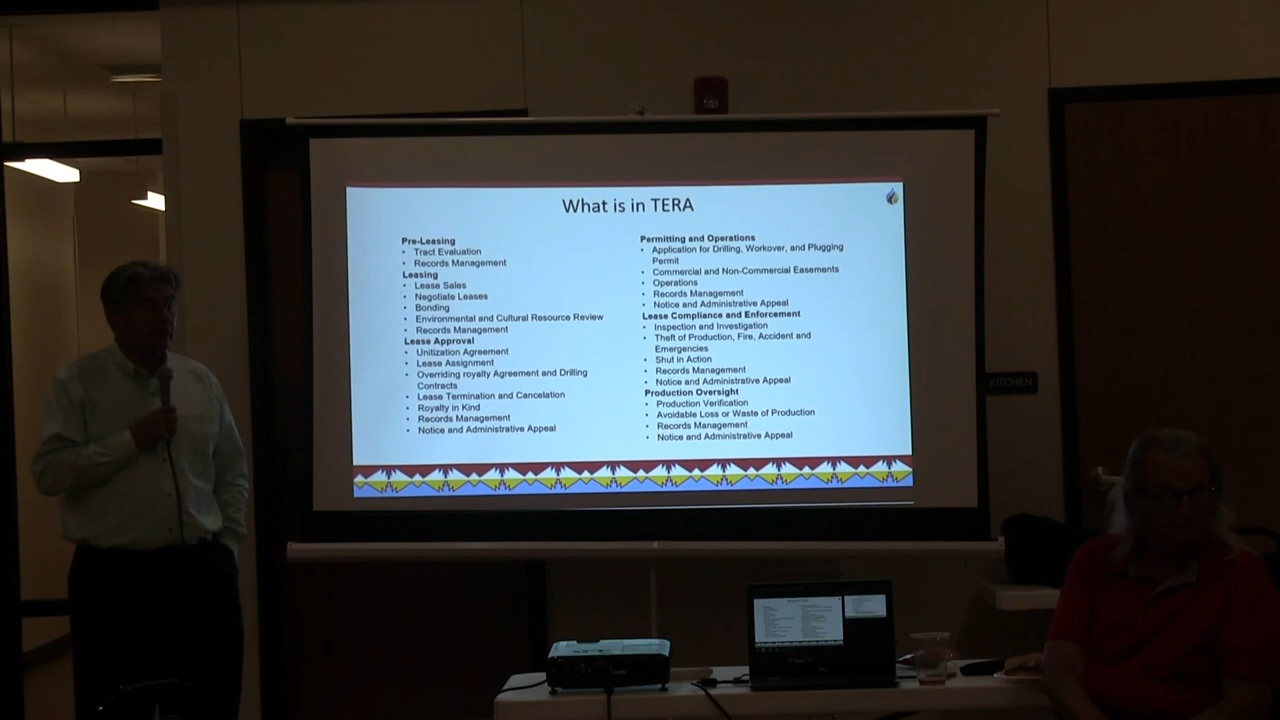 What is in TERA
Pre-Leasing
• Tract Evaluation
• Records Management
Leasing
• Lease Sales
• Negotiate Leases
• Bonding
• Environmental and Cultural Resource Review
• Records Management
Lease Approval
• Unitization Agreement
• Lease Assignment
• Overriding royalty Agreement and Drilling
Contracts
• Lease Termination and Cancelation
• Royalty in Kind
• Records Management
• Notice and Administrative Appeal
Permitting and Operations
• Application for Drilling, Workover, and Plugging
Permit
• Commercial and Non-Commercial Easements
• Operations
• Records Management
• Notice and Administrative Appeal
Lease Compliance and Enforcement
• Inspection and Investigation
• Theft of Production, Fire, Accident and
Emergencies
• Shut in Action
• Records Management
• Notice and Administrative Appeal
Production Oversight
• Production Verification
• Avoidable Loss or Waste of Production
• Records Management
• Notice and Administrative Appeal
KITCHEN